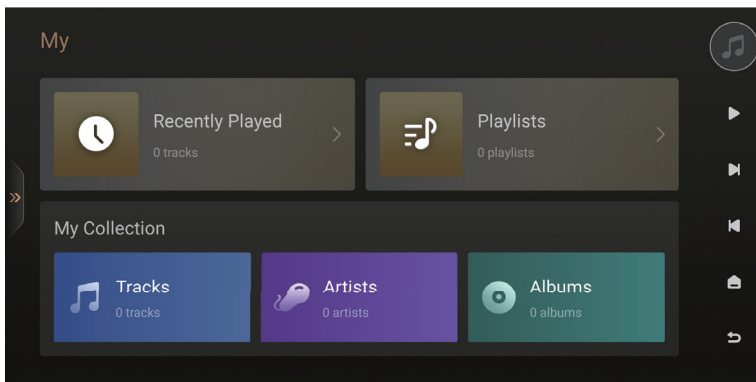 My
Recently Played
0 tracks
Playlists
0 playlists
My Collection
Tracks
0 tracks
Artists
0 artists
Albums
0 albums